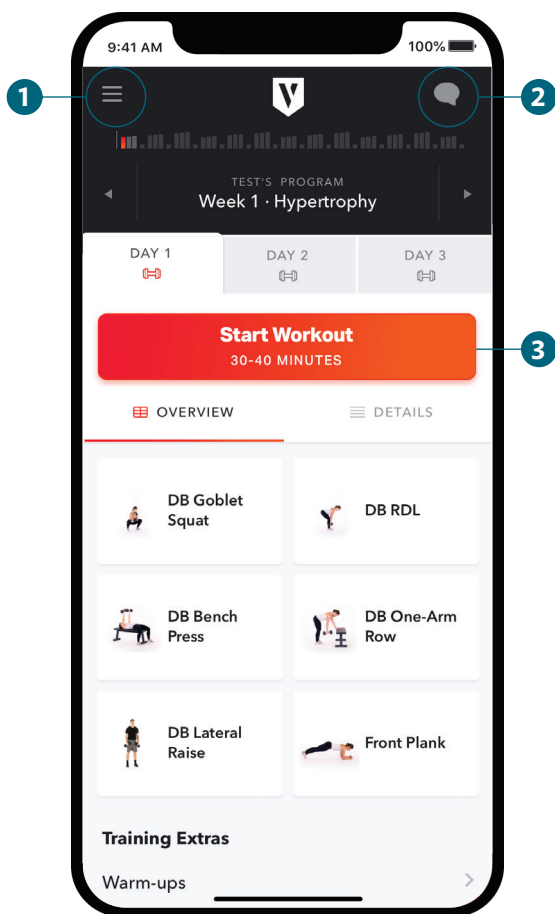 9:41 AM
100%
1
2
TEST'S PROGRAM
Week 1 · Hypertrophy
DAY 1
DAY 2
DAY 3
Start Workout
30-40 MINUTES
3
OVERVIEW
DETAILS
DB Goblet
Squat
DB RDL
DB Bench
Press
DB One-Arm
Row
DB Lateral
Raise
Front Plank
Training Extras
Warm-ups